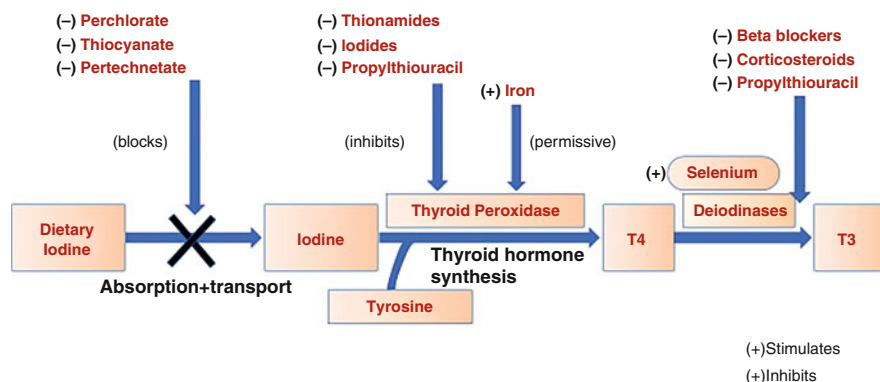 (–) Perchlorate
(–) Thiocyanate
(–) Pertechnetate
(–) Thionamides
(–) Iodides
(–) Propylthiouracil
(–) Beta blockers
(–) Corticosteroids
(–) Propylthiouracil
(+) Iron
(blocks)
(inhibits)
(permissive)
(+) Selenium
Thyroid Peroxidase
Deiodinases
Dietary
Iodine
Iodine
T4
T3
Absorption+transport
Thyroid hormone
synthesis
Tyrosine
(+)Stimulates
(+)Inhibits